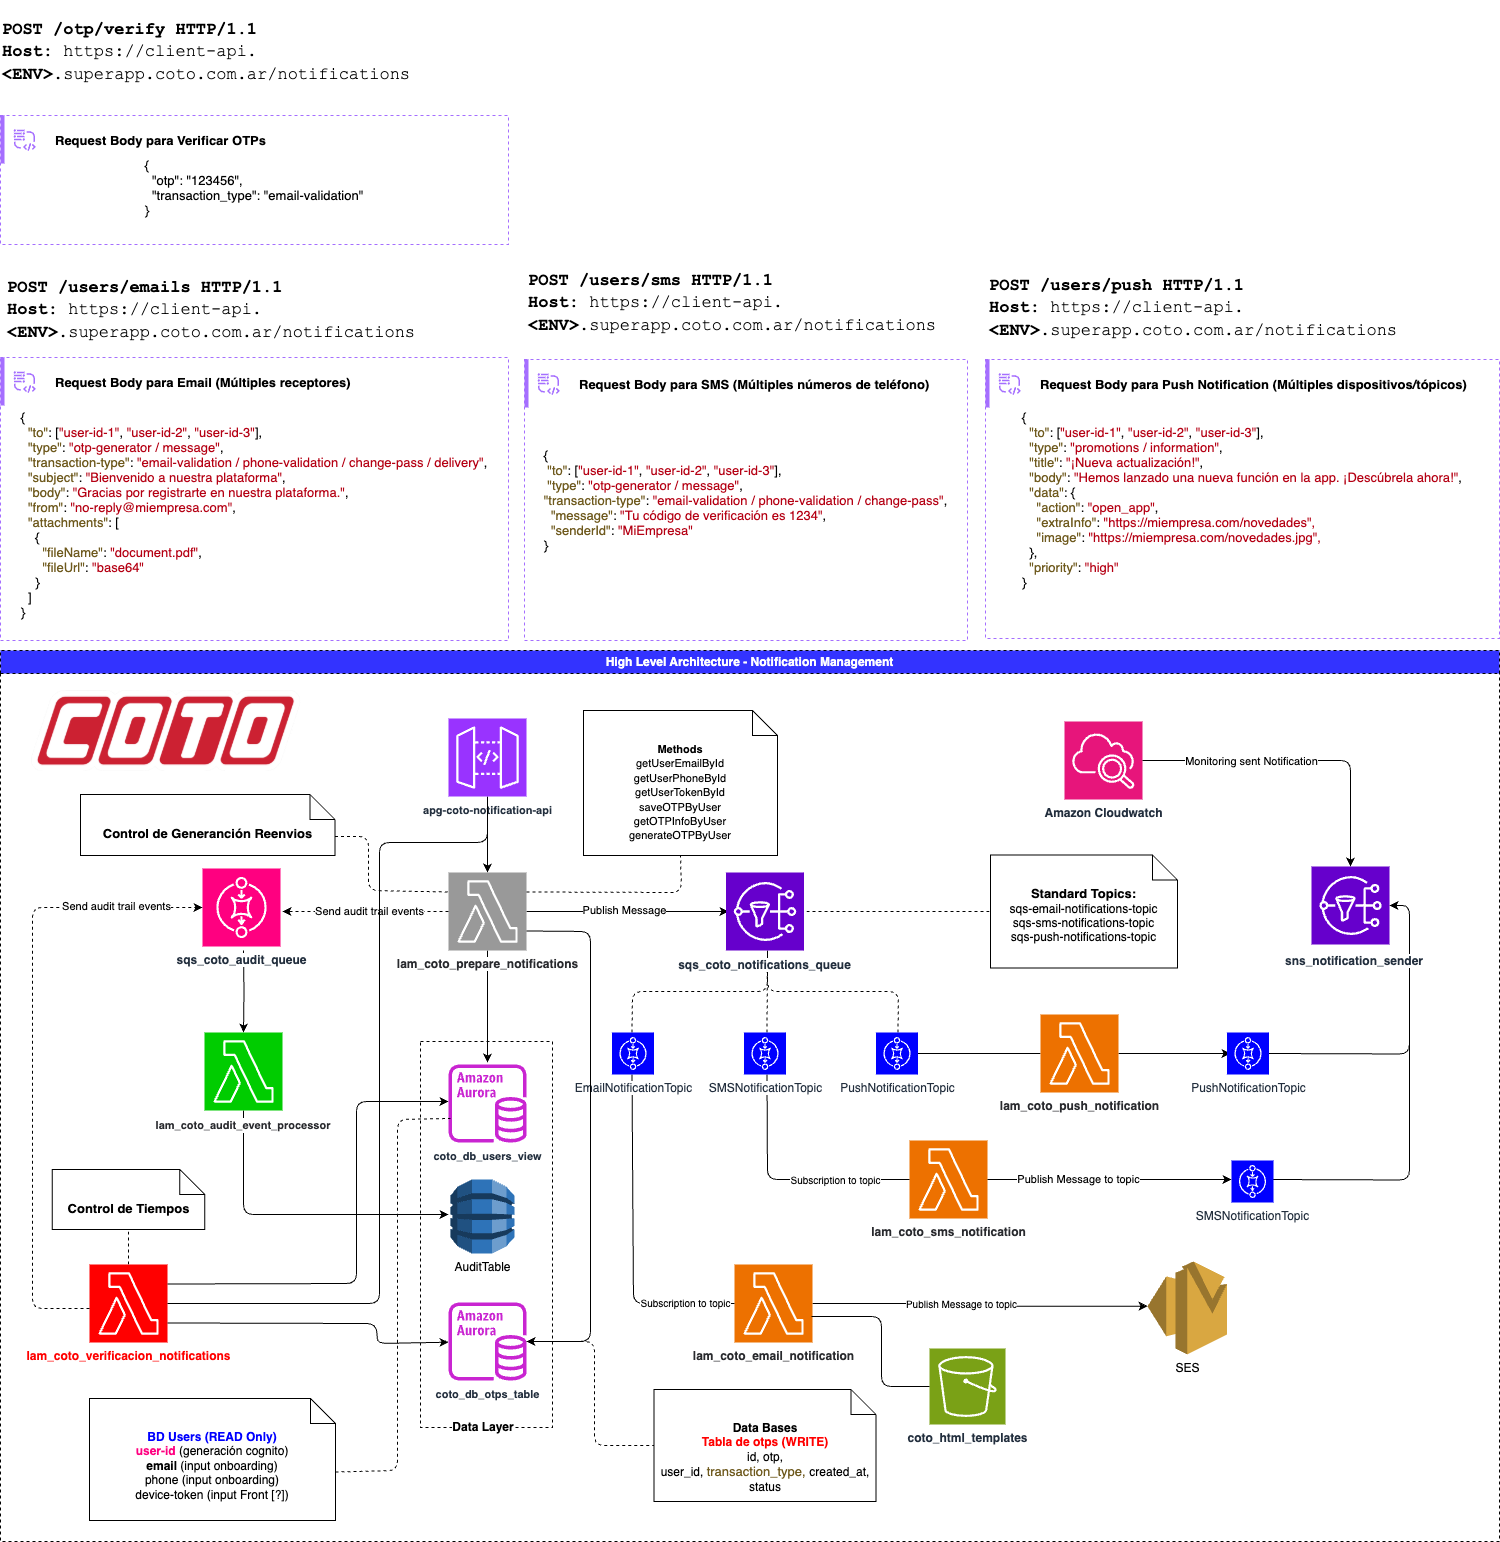 POST /otp/verify HTTP/1.1
Host: https://client-api.
<ENV>.superapp.coto.com.ar/notifications
Request Body para Verificar OTPs
{
"otp": "123456",
"transaction_type": "email-validation"
}
POST /users/emails HTTP/1.1
Host: https://client-api.
<ENV>.superapp.coto.com.ar/notifications
Request Body para Email (Múltiples receptores)
{
"to": ["user-id-1", "user-id-2", "user-id-3"],
"type": "otp-generator / message",
"transaction-type": "email-validation / phone-validation / change-pass / delivery",
"subject": "Bienvenido a nuestra plataforma",
"body": "Gracias por registrarte en nuestra plataforma.",
"from": "no-reply@miempresa.com",
"attachments": [
{
"fileName": "document.pdf",
"fileUrl": "base64"
}
]
}
POST /users/sms HTTP/1.1
Host: https://client-api.
<ENV>.superapp.coto.com.ar/notifications
Request Body para SMS (Múltiples números de teléfono)
{
"to": ["user-id-1", "user-id-2", "user-id-3"],
"type": "otp-generator / message",
"transaction-type": "email-validation / phone-validation / change-pass",
"message": "Tu código de verificación es 1234",
"senderId": "MiEmpresa"
}
POST /users/push HTTP/1.1
Host: https://client-api.
<ENV>.superapp.coto.com.ar/notifications
Request Body para Push Notification (Múltiples dispositivos/tópicos)
{
"to": ["user-id-1", "user-id-2", "user-id-3"],
"type": "promotions / information",
"title": "¡Nueva actualización!",
"body": "Hemos lanzado una nueva función en la app. ¡Descúbrela ahora!",
"data": {
"action": "open_app",
"extraInfo": "https://miempresa.com/novedades",
"image": "https://miempresa.com/novedades.jpg",
},
"priority": "high"
}
High Level Architecture - Notification Management
COTO
apg-coto-notification-api
Methods
getUserEmailById
getUserPhoneById
getUserTokenById
saveOTPByUser
getOTPInfoByUser
generateOTPByUser
Monitoring sent Notification
Amazon Cloudwatch
Control de Generanción Reenvios
Send audit trail events
Send audit trail events
Publish Message
Standard Topics:
sqs-email-notifications-topic
sqs-sms-notifications-topic
sqs-push-notifications-topic
sqs_coto_audit_queue
lam_coto_prepare_notifications
sqs_coto_notifications_queue
sns_notification_sender
EmailNotificationTopic
SMSNotificationTopic
PushNotificationTopic
lam_coto_push_notification
PushNotificationTopic
lam_coto_audit_event_processor
Amazon
Aurora
coto_db_users_view
Control de Tiempos
Subscription to topic
Publish Message to topic
lam_coto_sms_notification
SMSNotificationTopic
AuditTable
Amazon
Aurora
Subscription to topic
Publish Message to topic
lam_coto_verificacion_notifications
lam_coto_email_notification
SES
coto_db_otps_table
Data Layer
coto_html_templates
BD Users (READ Only)
user-id (generación cognito)
email (input onboarding)
phone (input onboarding)
device-token (input Front [?])
Data Bases
Tabla de otps (WRITE)
id, otp,
user_id, transaction_type, created_at,
status